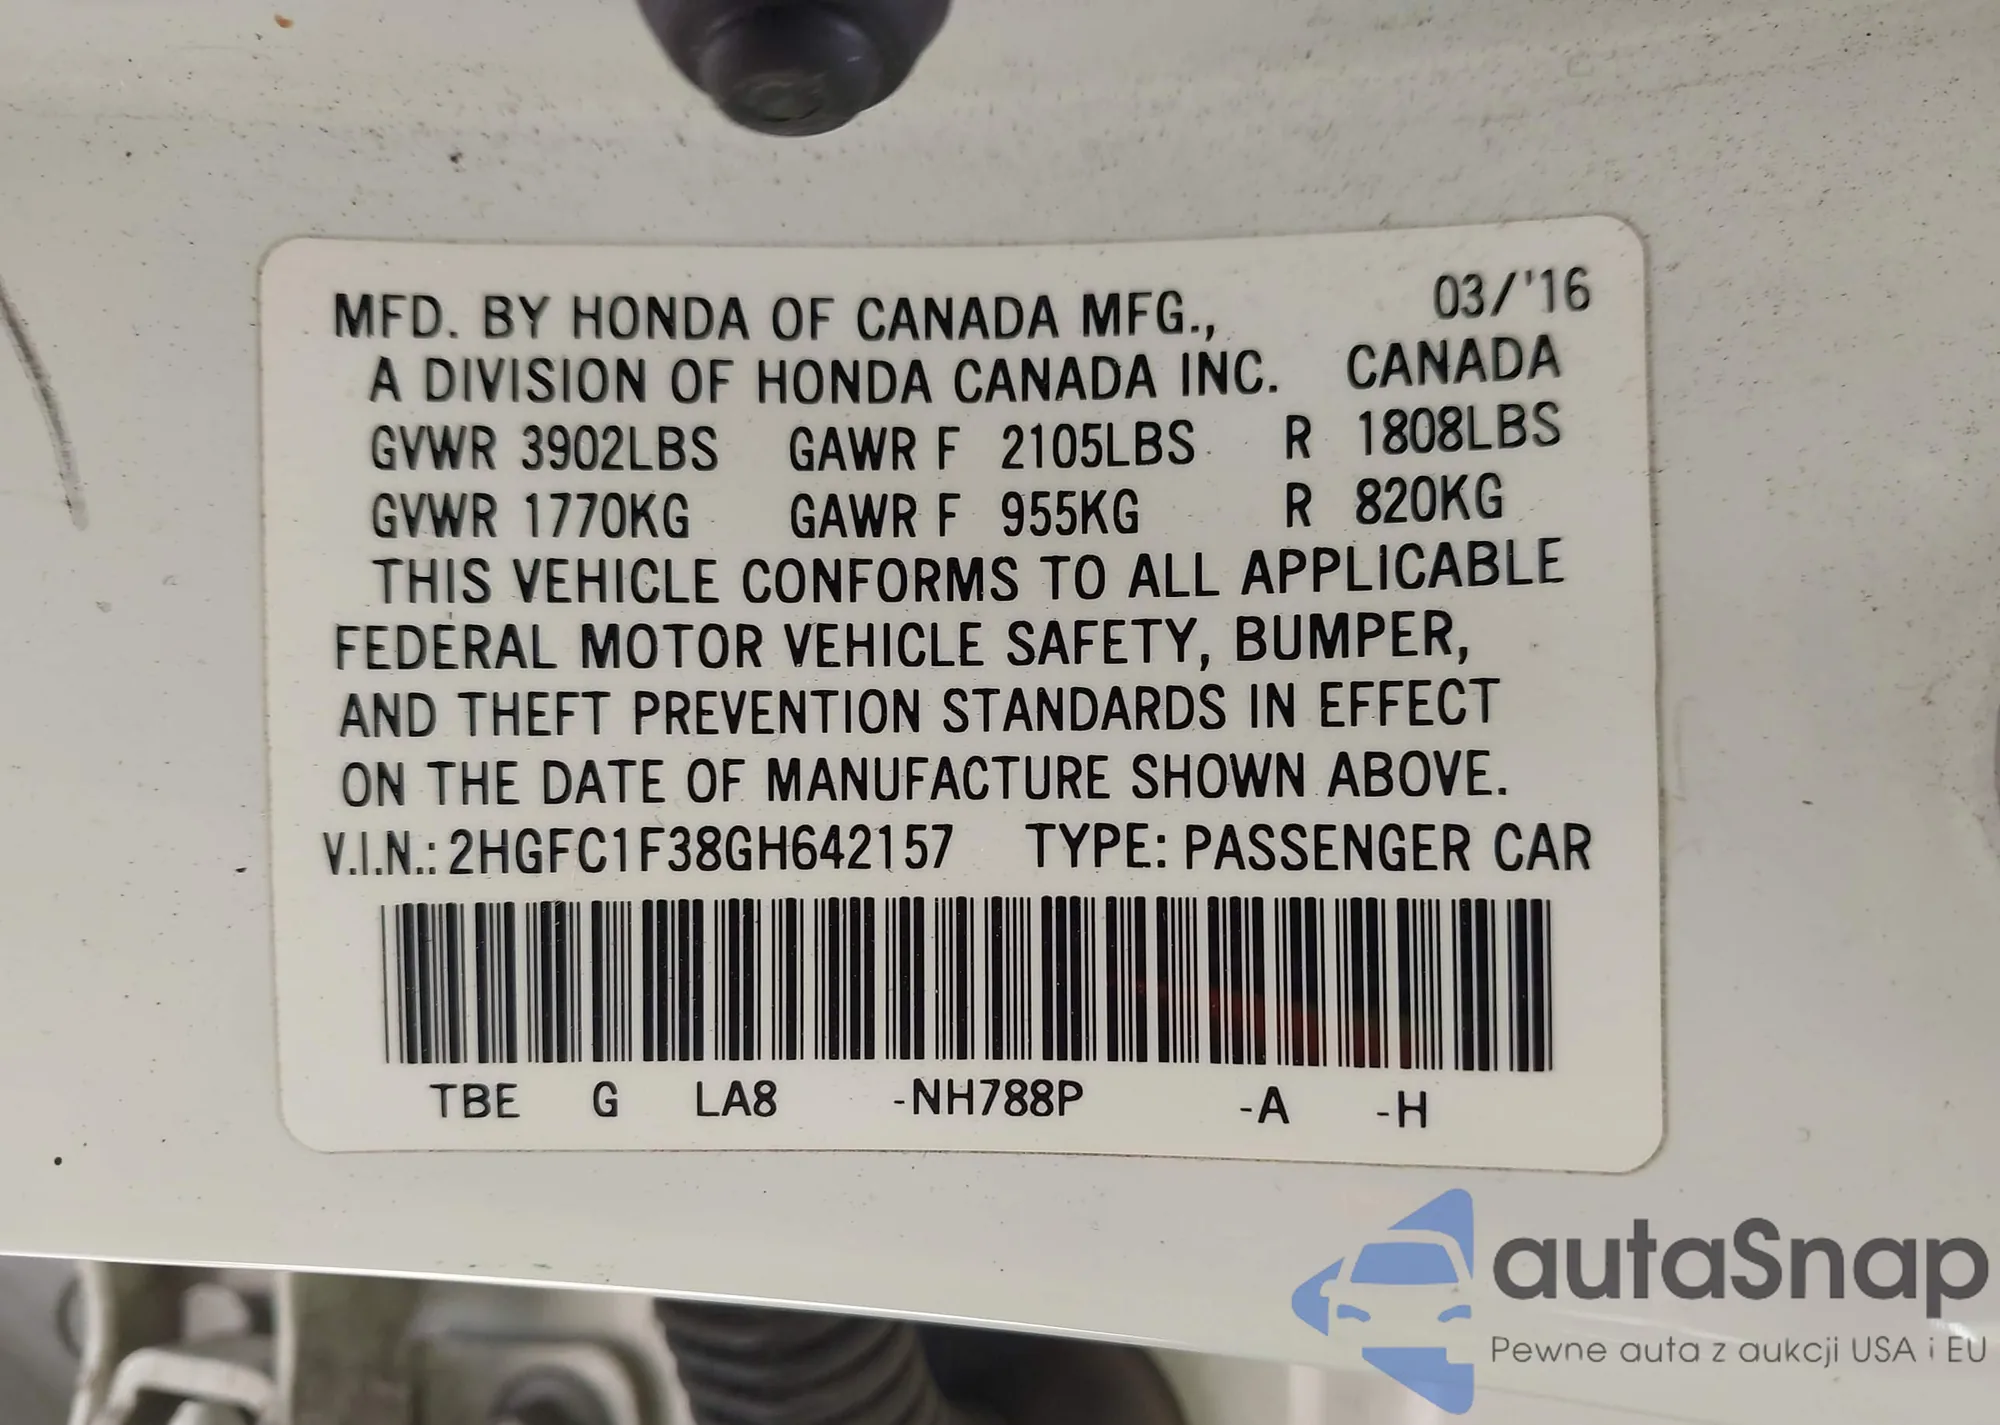 MFD. BY HONDA OF CANADA MFG., 03/'16
A DIVISION OF HONDA CANADA INC. CANADA
GVWR 3902LBS GAWR F 2105LBS R 1808LBS
GVWR 1770KG GAWR F 955KG R 820KG
THIS VEHICLE CONFORMS TO ALL APPLICABLE
FEDERAL MOTOR VEHICLE SAFETY, BUMPER,
AND THEFT PREVENTION STANDARDS IN EFFECT
ON THE DATE OF MANUFACTURE SHOWN ABOVE.
V.I.N.: 2HGFC1F38GH642157 TYPE: PASSENGER CAR
TBE G LA8 -NH788P -A -H
autaSnap
Pewne auta z aukcji USA i EU